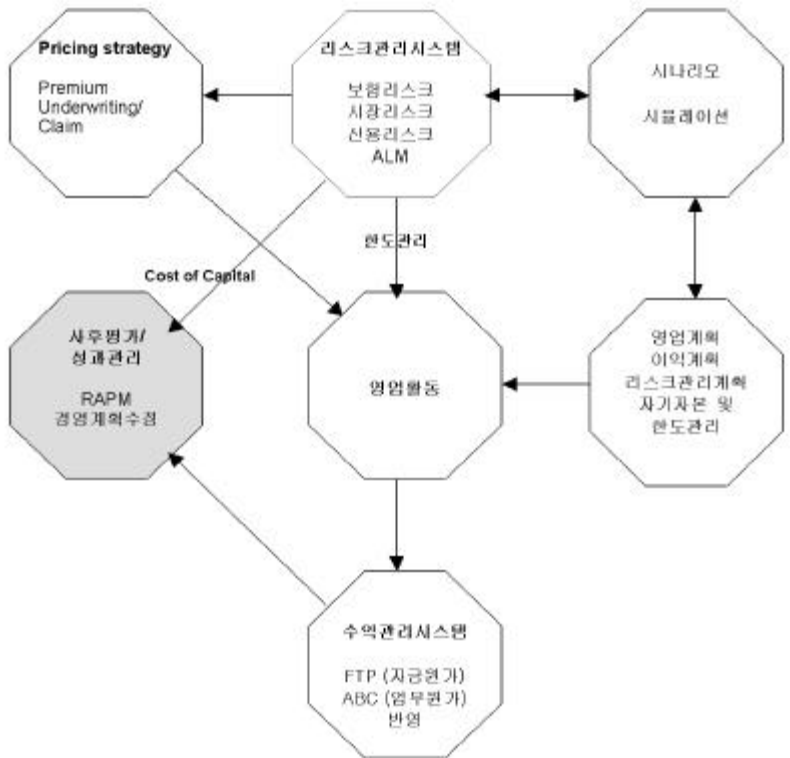 Pricing strategy
Premium
Underwriting/
Claim
리스크관리시스템
보험리스크
시장리스크
신용리스크
ALM
시나리오
시뮬레이션
한도관리
Cost of Capital
사후평가/
성과관리
RAPM
경영계획수정
영업활동
영업계획
이익계획
리스크관리계획
자기자본 및
한도관리
수익관리시스템
FTP (자금원가)
ABC (업무원가)
반영